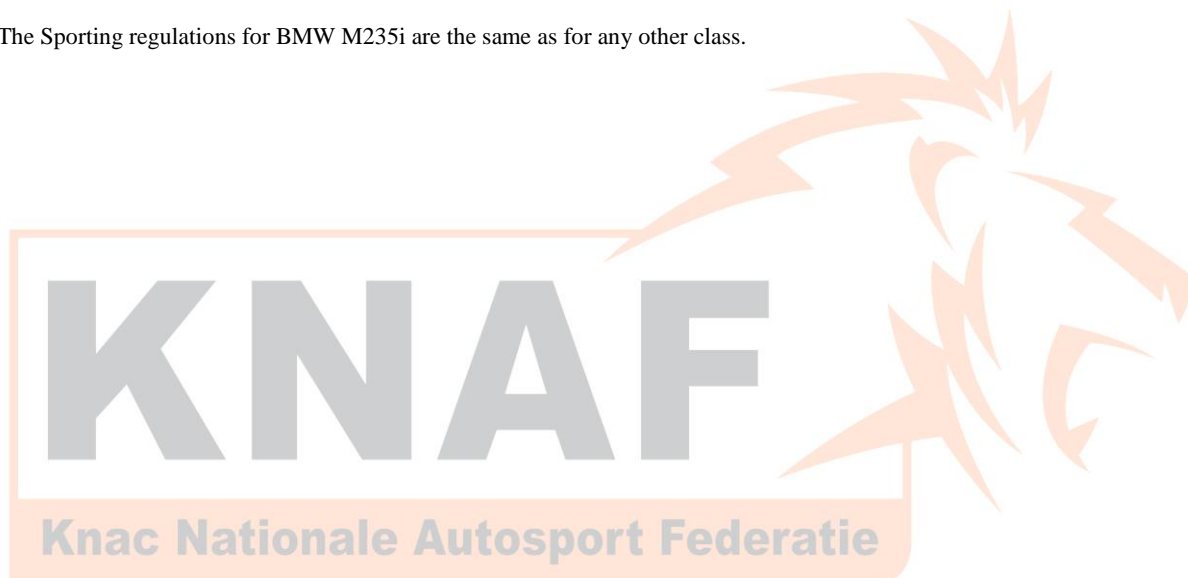 The Sporting regulations for BMW M235i are the same as for any other class.
KNAF
Knac Nationale Autosport Federatie